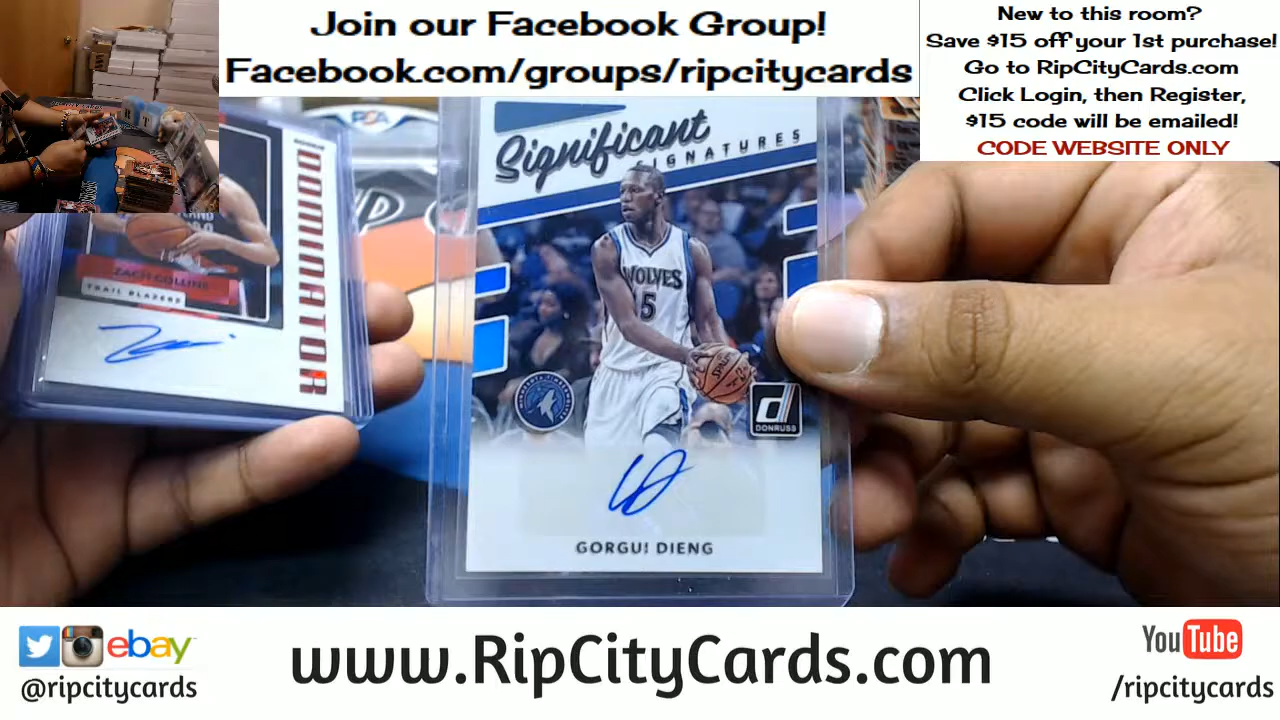 Join our Facebook Group!
Facebook.com/groups/ripcitycards
New to this room?
Save $15 off your 1st purchase!
Go to RipCityCards.com
Click Login, then Register,
$15 code will be emailed!
CODE WEBSITE ONLY
PSA
DOMINATOR
ZACH COLLINS
TRAIL BLAZERS
Significant
SIGNATURES
WOLVES
5
SPALDING
DONRUSS
GORGUI DIENG
ebay
@ripcitycards
www.RipCityCards.com
YouTube
/ripcitycards